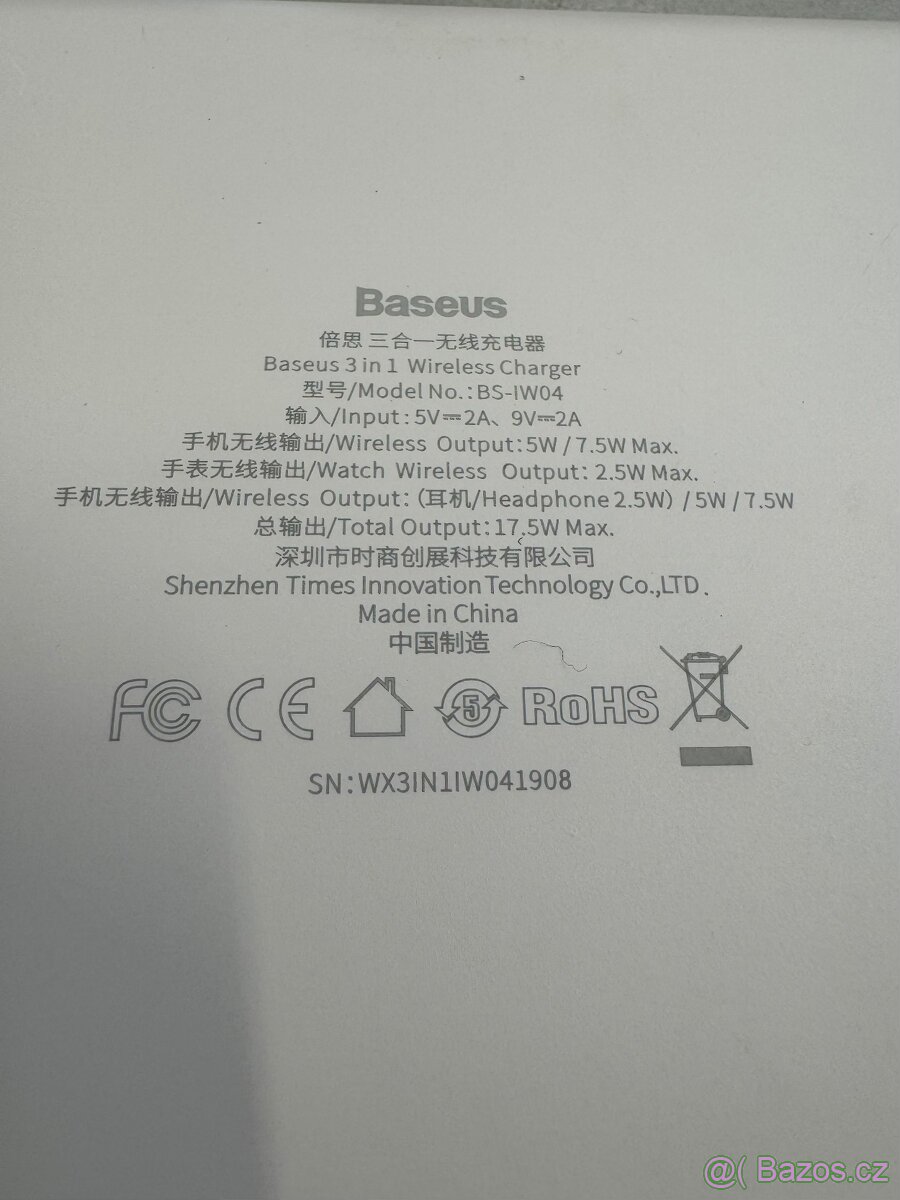 Baseus
倍思 三合一无线充电器
Baseus 3 in 1 Wireless Charger
型号/Model No.:BS-IW04
输入/Input:5V⎓2A、9V⎓2A
手机无线输出/Wireless Output:5W/7.5W Max.
手表无线输出/Watch Wireless Output: 2.5W Max.
手机无线输出/Wireless Output:(耳机/Headphone 2.5W)/5W/7.5W
总输出/Total Output:17.5W Max.
深圳市时商创展科技有限公司
Shenzhen Times Innovation Technology Co.,LTD.
Made in China
中国制造
FC CE 5 RoHS
SN:WX3IN1IW041908
@( Bazos.cz